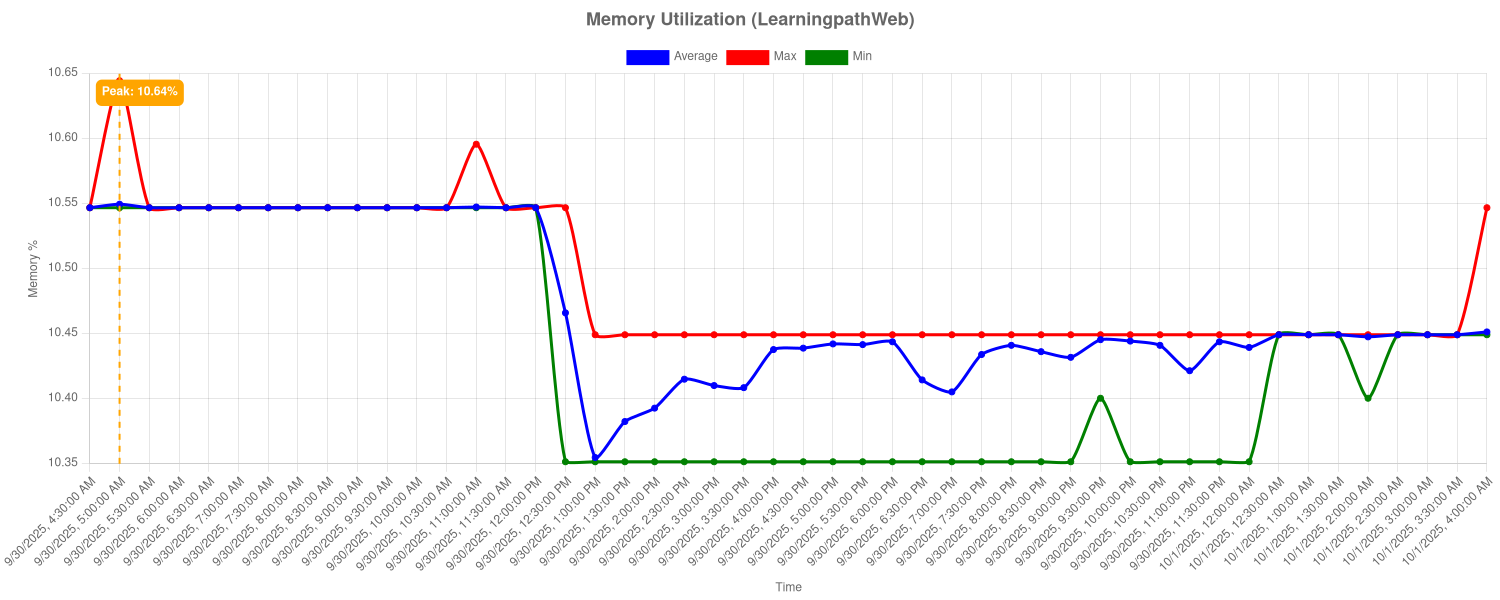 Memory Utilization (LearningpathWeb)
Average Max Min
10.65
Peak: 10.64%
10.60
10.55
10.50
Memory %
10.45
10.40
10.35
9/30/2025, 4:30:00 AM
9/30/2025, 5:00:00 AM
9/30/2025, 5:30:00 AM
9/30/2025, 6:00:00 AM
9/30/2025, 6:30:00 AM
9/30/2025, 7:00:00 AM
9/30/2025, 7:30:00 AM
9/30/2025, 8:00:00 AM
9/30/2025, 8:30:00 AM
9/30/2025, 9:00:00 AM
9/30/2025, 9:30:00 AM
9/30/2025, 10:00:00 AM
9/30/2025, 10:30:00 AM
9/30/2025, 11:00:00 AM
9/30/2025, 11:30:00 AM
9/30/2025, 12:00:00 PM
9/30/2025, 12:30:00 PM
9/30/2025, 1:00:00 PM
9/30/2025, 1:30:00 PM
9/30/2025, 2:00:00 PM
9/30/2025, 2:30:00 PM
9/30/2025, 3:00:00 PM
9/30/2025, 3:30:00 PM
9/30/2025, 4:00:00 PM
9/30/2025, 4:30:00 PM
9/30/2025, 5:00:00 PM
9/30/2025, 5:30:00 PM
9/30/2025, 6:00:00 PM
9/30/2025, 6:30:00 PM
9/30/2025, 7:00:00 PM
9/30/2025, 7:30:00 PM
9/30/2025, 8:00:00 PM
9/30/2025, 8:30:00 PM
9/30/2025, 9:00:00 PM
9/30/2025, 9:30:00 PM
9/30/2025, 10:00:00 PM
9/30/2025, 10:30:00 PM
9/30/2025, 11:00:00 PM
9/30/2025, 11:30:00 PM
10/1/2025, 12:00:00 AM
10/1/2025, 12:30:00 AM
10/1/2025, 1:00:00 AM
10/1/2025, 1:30:00 AM
10/1/2025, 2:00:00 AM
10/1/2025, 2:30:00 AM
10/1/2025, 3:00:00 AM
10/1/2025, 3:30:00 AM
10/1/2025, 4:00:00 AM
Time